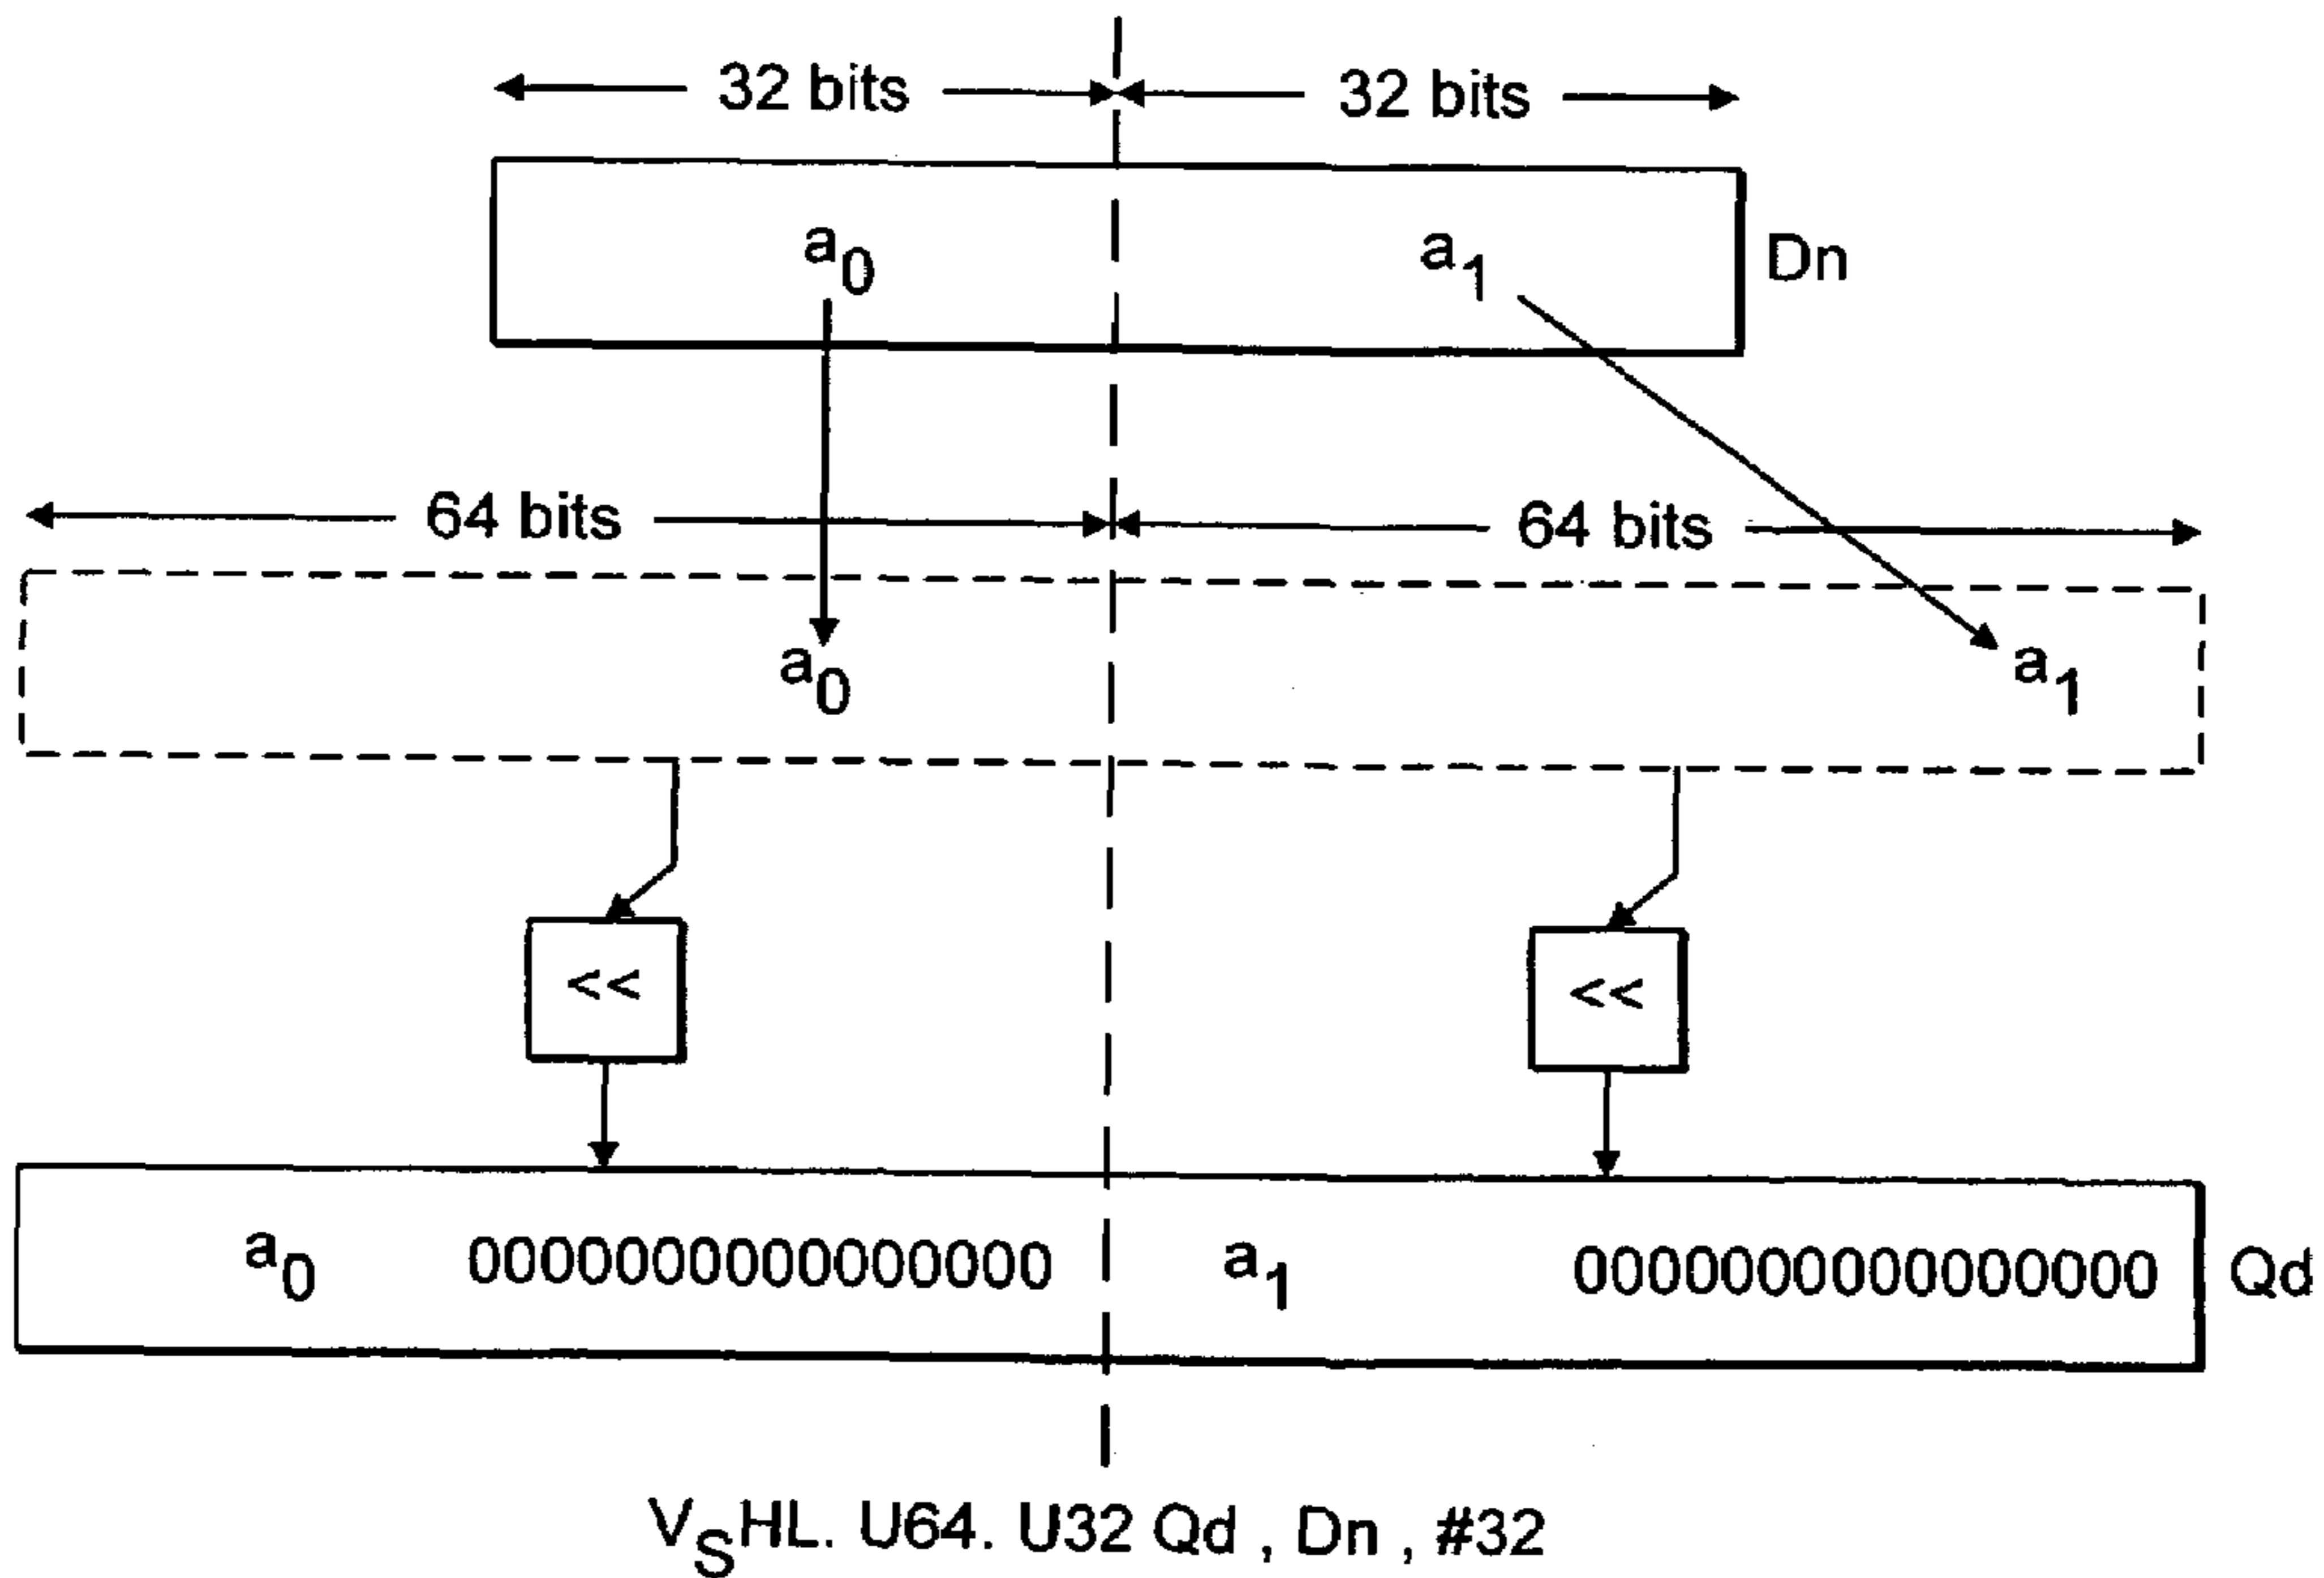 32 bits 32 bits
a0 a1 Dn
64 bits 64 bits
a0 a1
<< <<
a0 0000000000000000 a1 0000000000000000 Qd
VSHL. U64. U32 Qd , Dn , #32